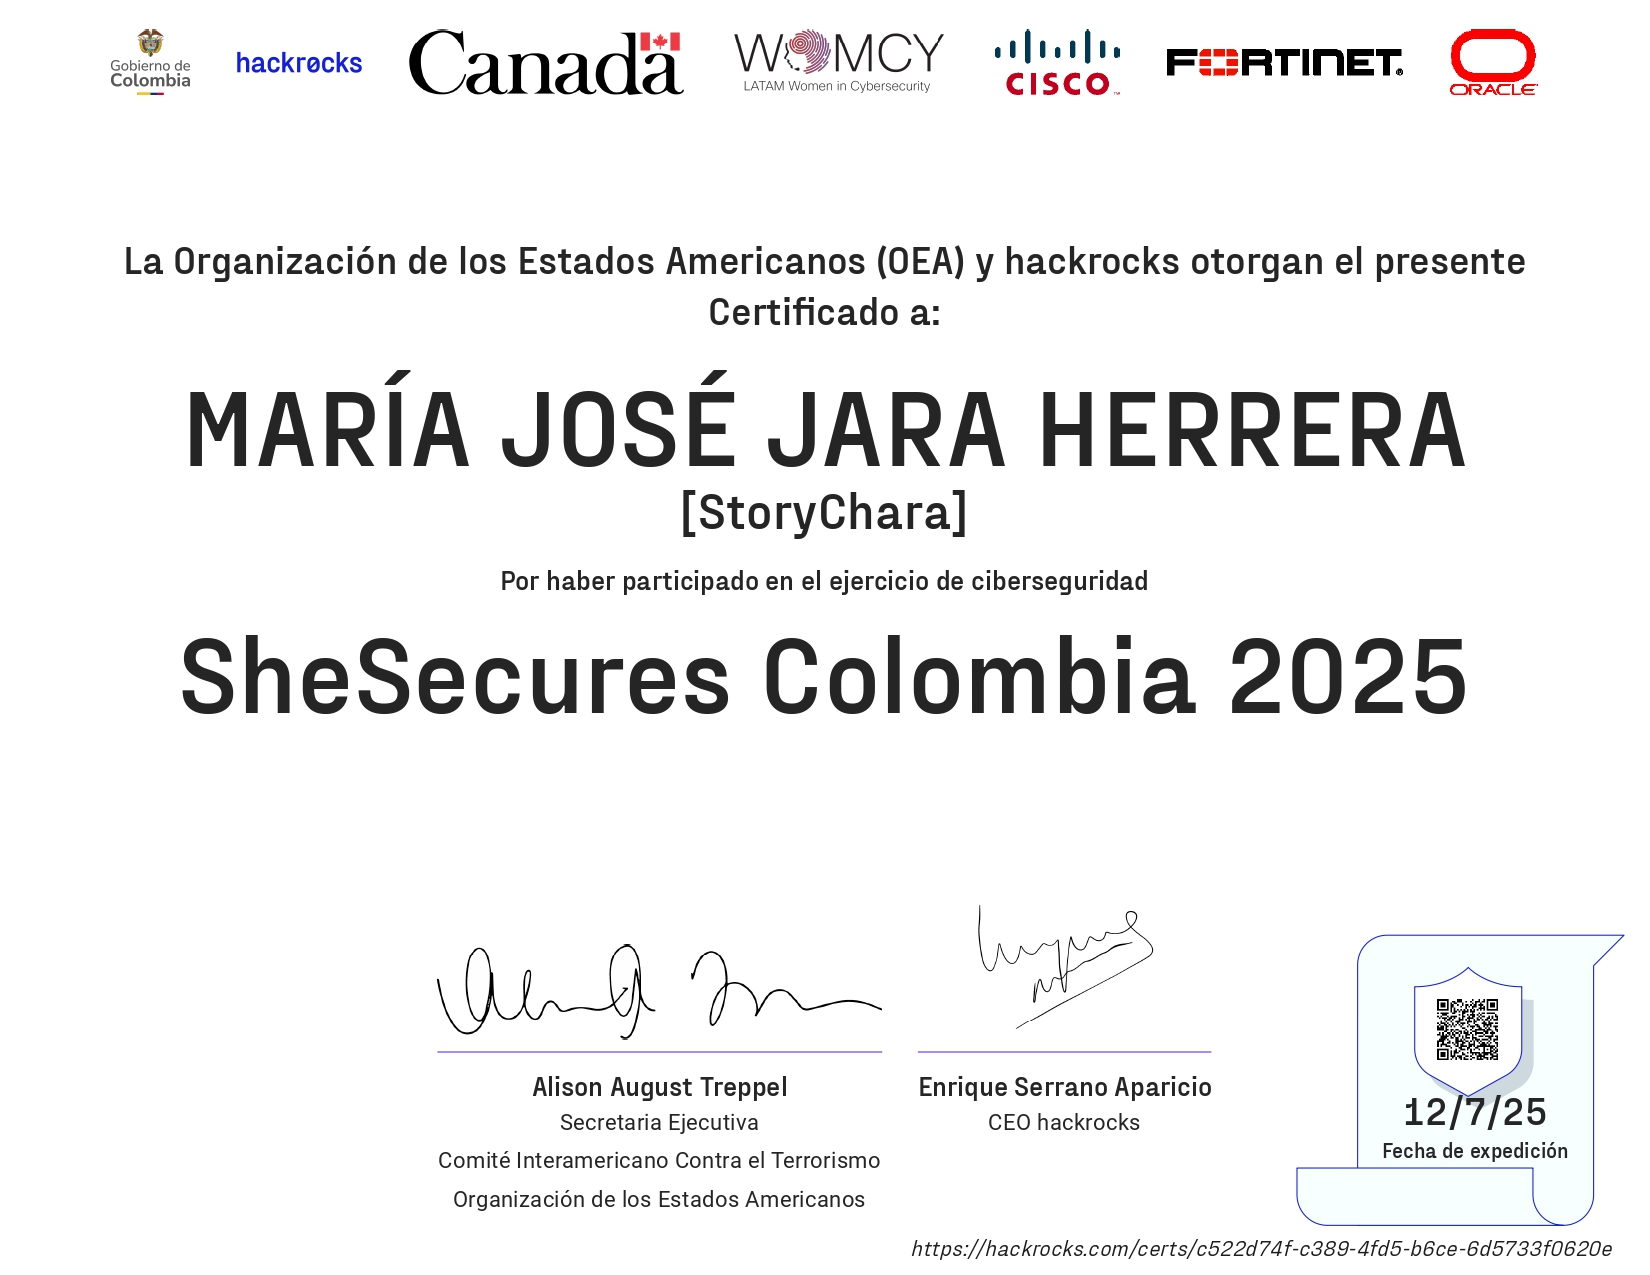 Gobierno de
Colombia
hackrøcks
Canada
WOMCY
LATAM Women in Cybersecurity
CISCO™
FORTINET®
ORACLE
La Organización de los Estados Americanos (OEA) y hackrocks otorgan el presente
Certificado a:
MARÍA JOSÉ JARA HERRERA
[StoryChara]
Por haber participado en el ejercicio de ciberseguridad
SheSecures Colombia 2025
Alison August Treppel
Secretaria Ejecutiva
Comité Interamericano Contra el Terrorismo
Organización de los Estados Americanos
Enrique Serrano Aparicio
CEO hackrocks
12/7/25
Fecha de expedición
https://hackrocks.com/certs/c522d74f-c389-4fd5-b6ce-6d5733f0620e